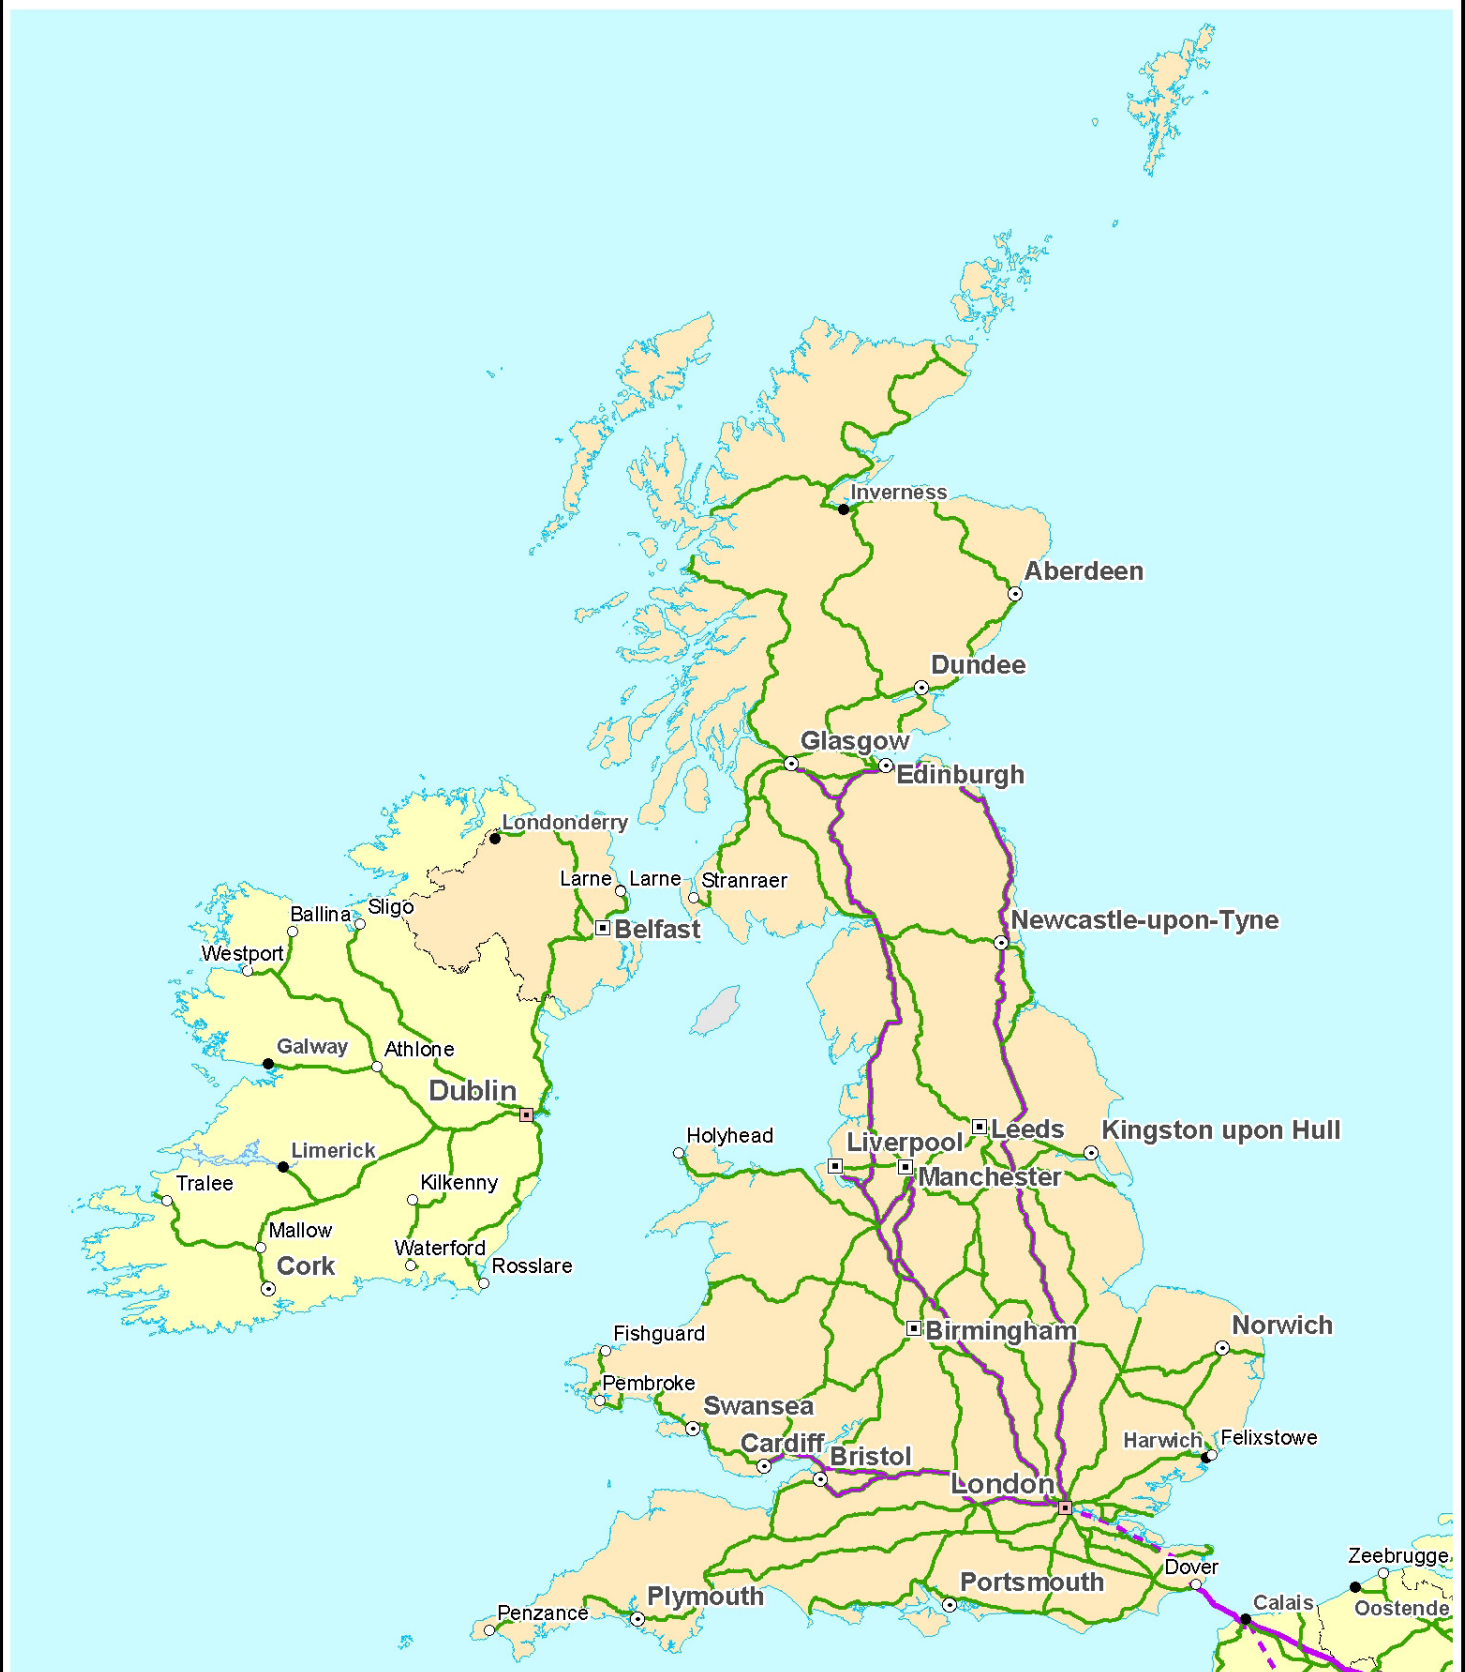 Inverness
Aberdeen
Dundee
Glasgow
Edinburgh
Londonderry
Larne
Larne
Stranraer
Belfast
Newcastle-upon-Tyne
Ballina
Sligo
Westport
Galway
Athlone
Dublin
Limerick
Tralee
Kilkenny
Mallow
Waterford
Cork
Rosslare
Holyhead
Liverpool
Leeds
Kingston upon Hull
Manchester
Birmingham
Norwich
Fishguard
Pembroke
Swansea
Cardiff
Bristol
Harwich
Felixstowe
London
Dover
Portsmouth
Plymouth
Penzance
Zeebrugge
Calais
Oostende